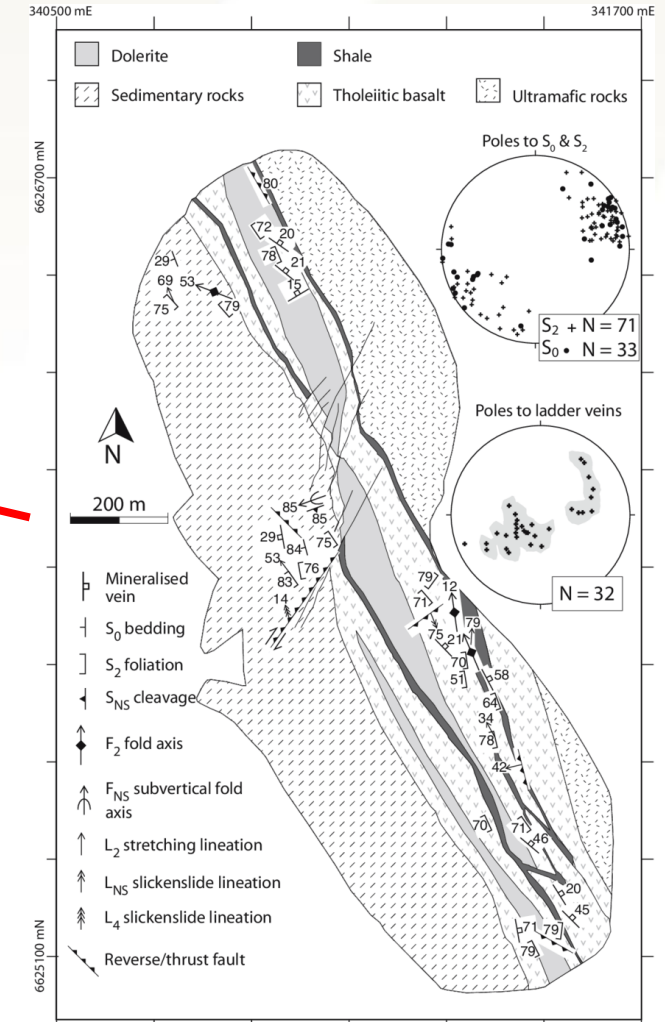 340500 mE
341700 mE
Dolerite
Shale
Sedimentary rocks
Tholeiitic basalt
Ultramafic rocks
6626700 mN
Poles to S0 & S2
80
72
20
78
21
15
29
69
53
75
79
S2 + N = 71
S0 • N = 33
Poles to ladder veins
N
200 m
85
85
29
84
75
53
76
83
14
N = 32
79
12
71
79
75
21
70
51
58
64
34
78
42
70
71
46
20
45
71
79
79
Mineralised
vein
S0 bedding
S2 foliation
SNS cleavage
F2 fold axis
FNS subvertical fold
axis
L2 stretching lineation
LNS slickenslide lineation
L4 slickenslide lineation
Reverse/thrust fault
6625100 mN